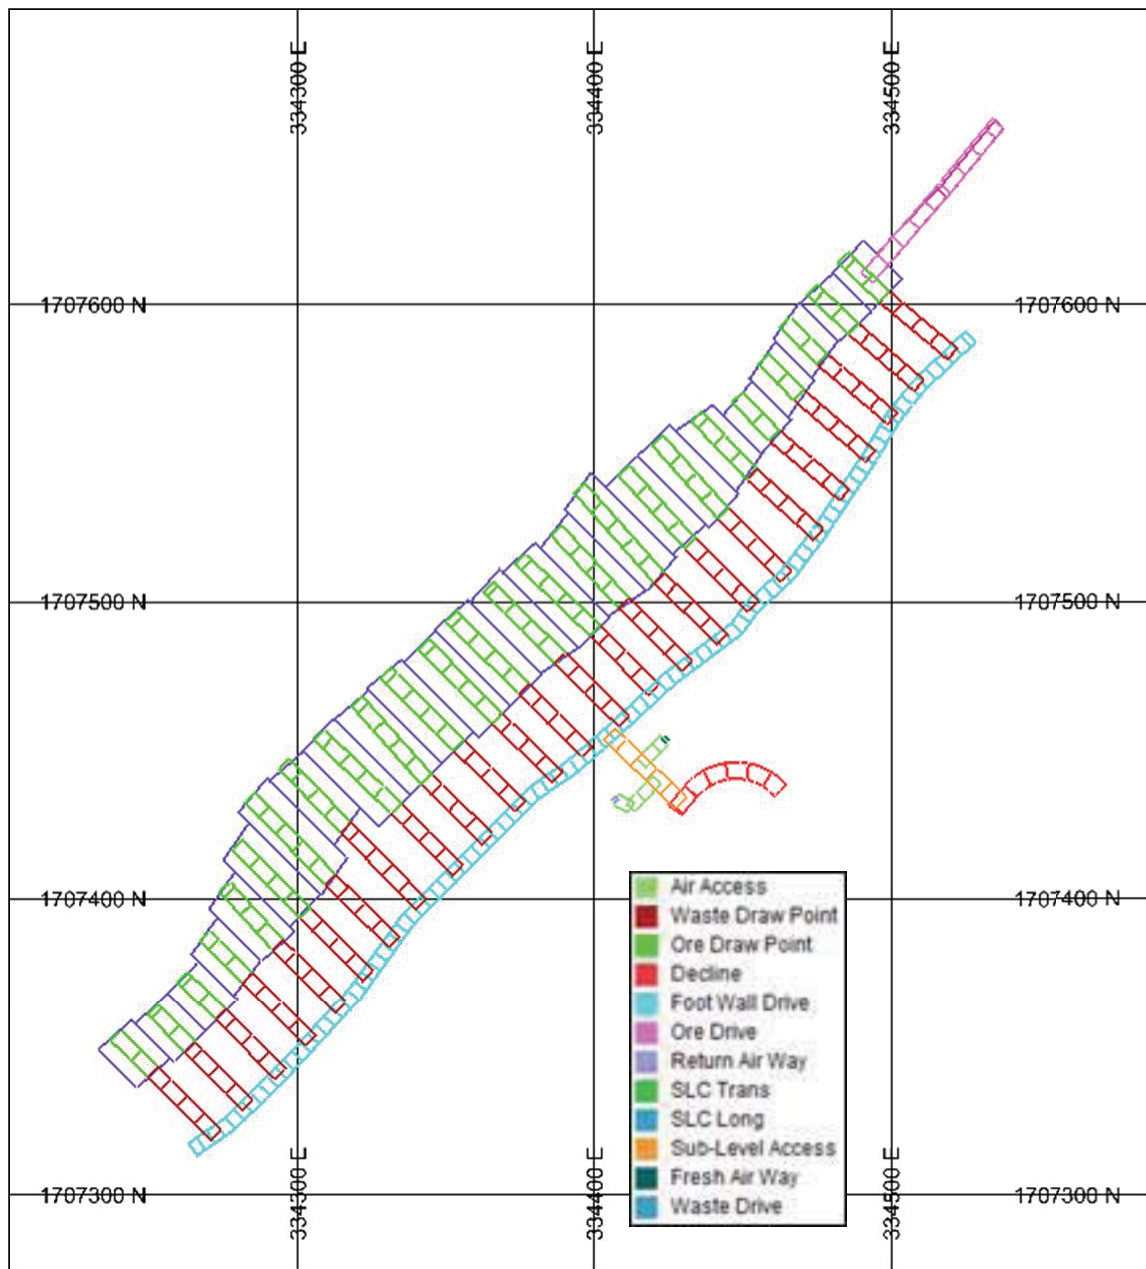 334300 E
334400 E
334500 E
1707600 N
1707600 N
1707500 N
1707500 N
1707400 N
1707400 N
1707300 N
1707300 N
Air Access
Waste Draw Point
Ore Draw Point
Decline
Foot Wall Drive
Ore Drive
Return Air Way
SLC Trans
SLC Long
Sub-Level Access
Fresh Air Way
Waste Drive
334300 E
334400 E
334500 E